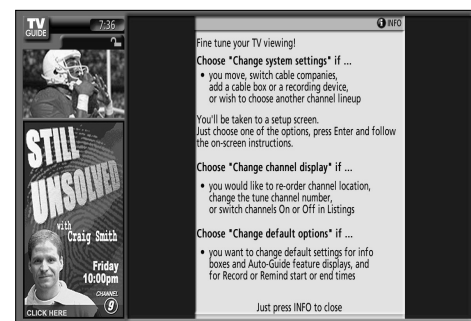 TV
GUIDE
7:36
INFO
Fine tune your TV viewing!
Choose "Change system settings" if ...
• you move, switch cable companies,
add a cable box or a recording device,
or wish to choose another channel lineup
You'll be taken to a setup screen.
Just choose one of the options, press Enter and follow
the on-screen instructions.
Choose "Change channel display" if ...
• you would like to re-order channel location,
change the tune channel number,
or switch channels On or Off in Listings
Choose "Change default options" if ...
• you want to change default settings for info
boxes and Auto-Guide feature displays, and
for Record or Remind start or end times
Just press INFO to close
STILL
UNSOLVED
with
Craig Smith
Friday
10:00pm
CHANNEL
9
CLICK HERE